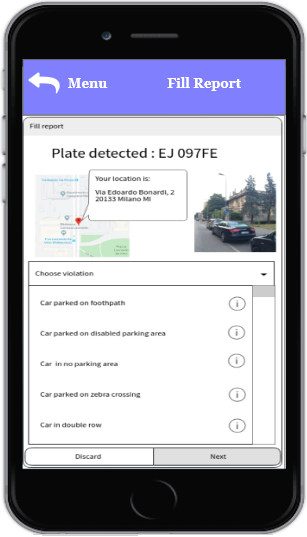 Menu
Fill Report
Fill report
Plate detected : EJ 097FE
Your location is:
Via Edoardo Bonardi, 2
20133 Milano MI
Choose violation
Car parked on foothpath
Car parked on disabled parking area
Car in no parking area
Car parked on zebra crossing
Car in double row
Discard
Next